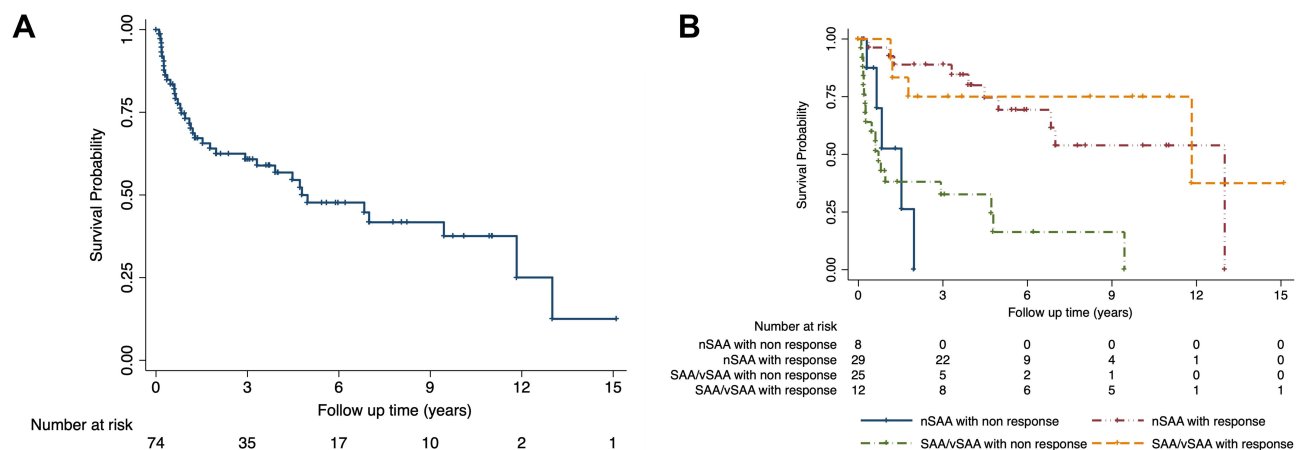 A
Survival Probability
1.00
0.75
0.50
0.25
0.00
0 3 6 9 12 15
Follow up time (years)
Number at risk
74 35 17 10 2 1
B
Survival Probability
1.00
0.75
0.50
0.25
0.00
0 3 6 9 12 15
Follow up time (years)
Number at risk
nSAA with non response 8 0 0 0 0 0
nSAA with response 29 22 9 4 1 0
SAA/vSAA with non response 25 5 2 1 0 0
SAA/vSAA with response 12 8 6 5 1 1
nSAA with non response nSAA with response
SAA/vSAA with non response SAA/vSAA with response